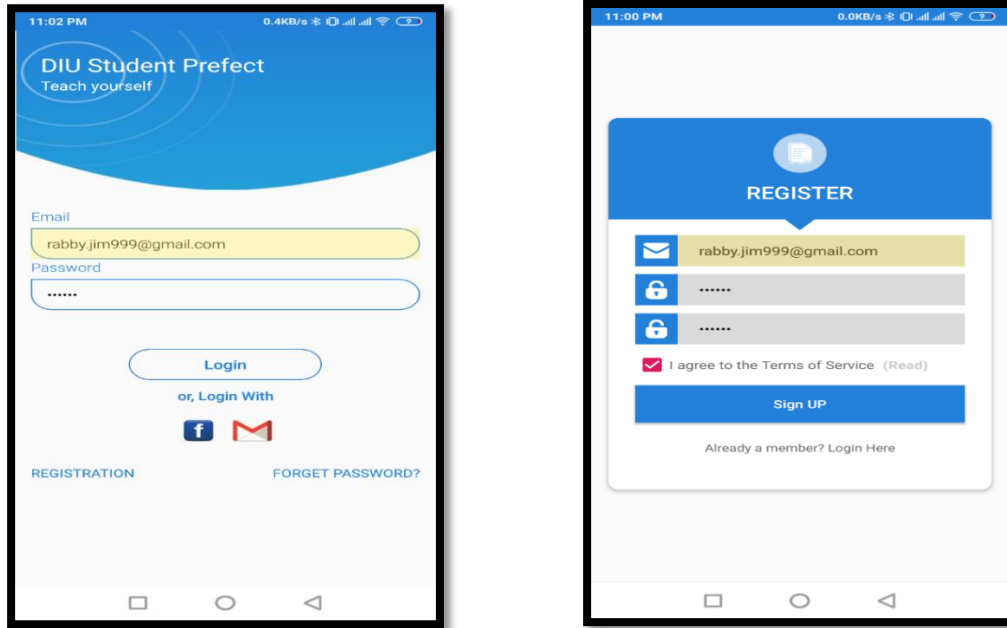 11:02 PM 0.4KB/s
DIU Student Prefect
Teach yourself
Email
rabby.jim999@gmail.com
Password
••••••
Login
or, Login With
f
REGISTRATION FORGET PASSWORD?
11:00 PM 0.0KB/s
REGISTER
rabby.jim999@gmail.com
••••••
••••••
I agree to the Terms of Service (Read)
Sign UP
Already a member? Login Here